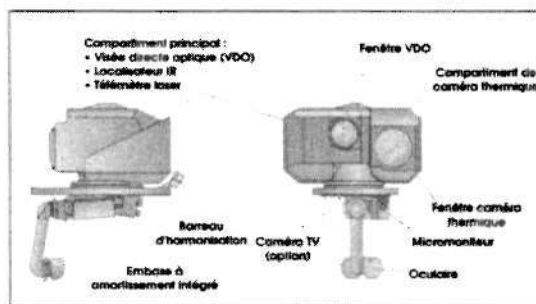 Compartiment principal :
• Visée directe optique (VDO)
• Localisateur IR
• Télémètre laser
Fenêtre VDO
Compartiment de
caméra thermique
Fenêtre caméra
thermique
Barreau
d'harmonisation
Caméra TV
(option)
Micromoniteur
Embase à
amortissement intégré
Oculaire